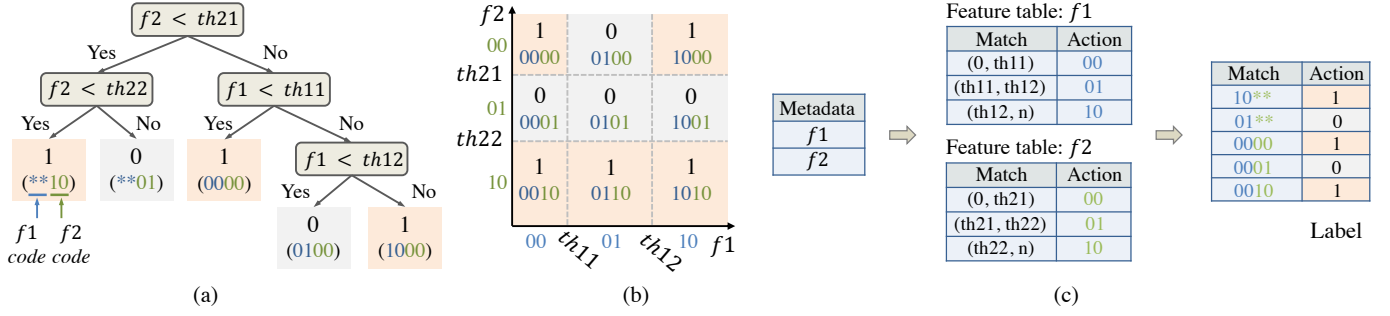 f2 < th21
Yes
No
f2 < th22
f1 < th11
Yes
No
Yes
No
1
(**10)
0
(**01)
1
(0000)
f1 < th12
Yes
No
0
(0100)
1
(1000)
f1
code
f2
code
(a)
f2
00
1
0000
0
0100
1
1000
th21
01
0
0001
0
0101
0
1001
th22
10
1
0010
1
0110
1
1010
00
th11
01
th12
10
f1
(b)
Metadata
f1
f2
Feature table: f1
Match Action
(0, th11) 00
(th11, th12) 01
(th12, n) 10
Feature table: f2
Match Action
(0, th21) 00
(th21, th22) 01
(th22, n) 10
Match Action
10** 1
01** 0
0000 1
0001 0
0010 1
Label
(c)